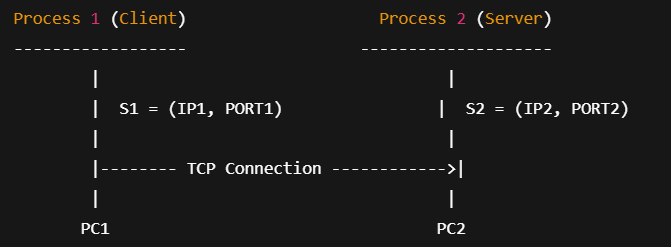 Process 1 (Client)                    Process 2 (Server)
------------------                  --------------------
        |                                     |
        |  S1 = (IP1, PORT1)                 |  S2 = (IP2, PORT2)
        |                                     |
        |-------- TCP Connection ------------>|
        |                                     |
       PC1                                   PC2